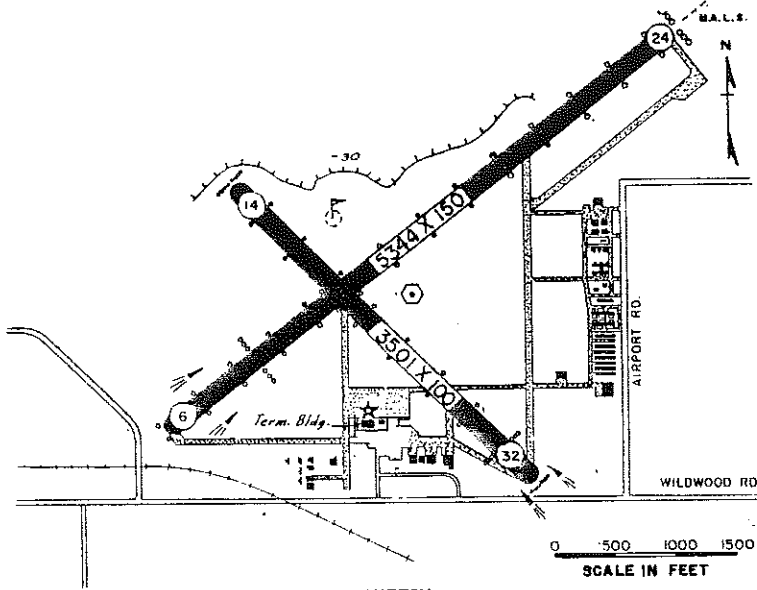 M.A.L.S.
24
N
-30
14
5344 X 150
3501 X 100
AIRPORT RD.
6
Term. Bldg.
32
WILDWOOD RD
0 500 1000 1500
SCALE IN FEET